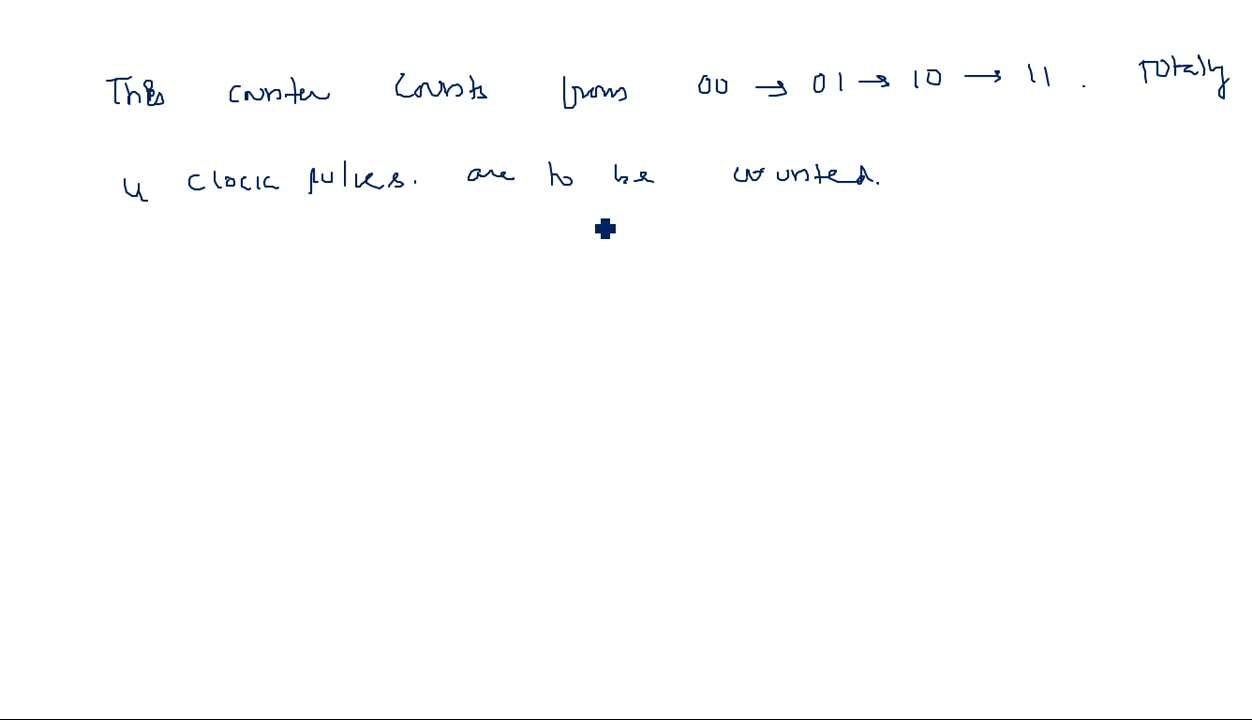 This counter counts from 00 → 01 → 10 → 11. Totally
4 clock pulses. are to be counted.